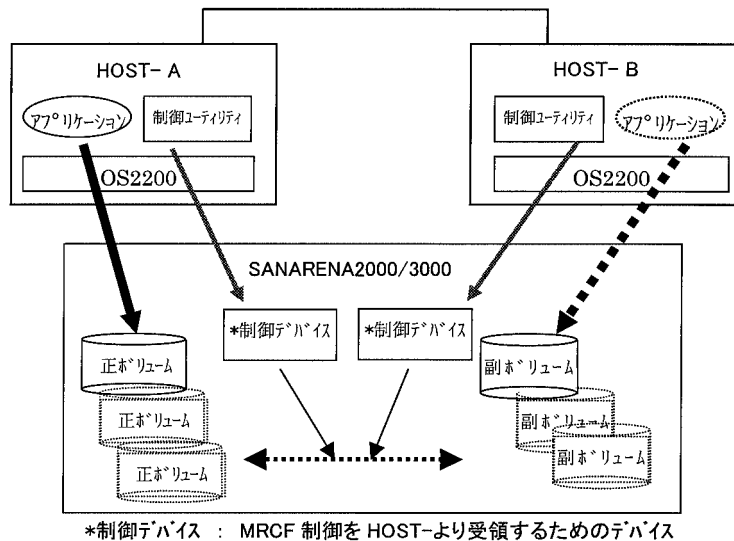 HOST- A
HOST- B
ｱﾌﾟﾘｹｰｼｮﾝ
制御ﾕｰﾃｨﾘﾃｨ
制御ﾕｰﾃｨﾘﾃｨ
ｱﾌﾟﾘｹｰｼｮﾝ
OS2200
OS2200
SANARENA2000/3000
*制御ﾃﾞﾊﾞｲｽ
*制御ﾃﾞﾊﾞｲｽ
正ﾎﾞﾘｭｰﾑ
副ﾎﾞﾘｭｰﾑ
正ﾎﾞﾘｭｰﾑ
副ﾎﾞﾘｭｰﾑ
正ﾎﾞﾘｭｰﾑ
副ﾎﾞﾘｭｰﾑ
*制御ﾃﾞﾊﾞｲｽ ： MRCF 制御を HOST-より受領するためのﾃﾞﾊﾞｲｽ